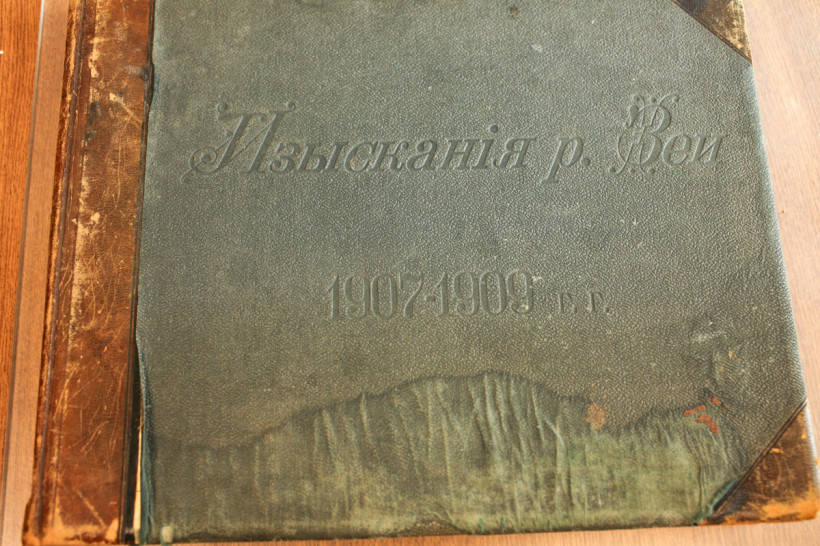 Изысканія р. Зеи
1907-1909 г. г.